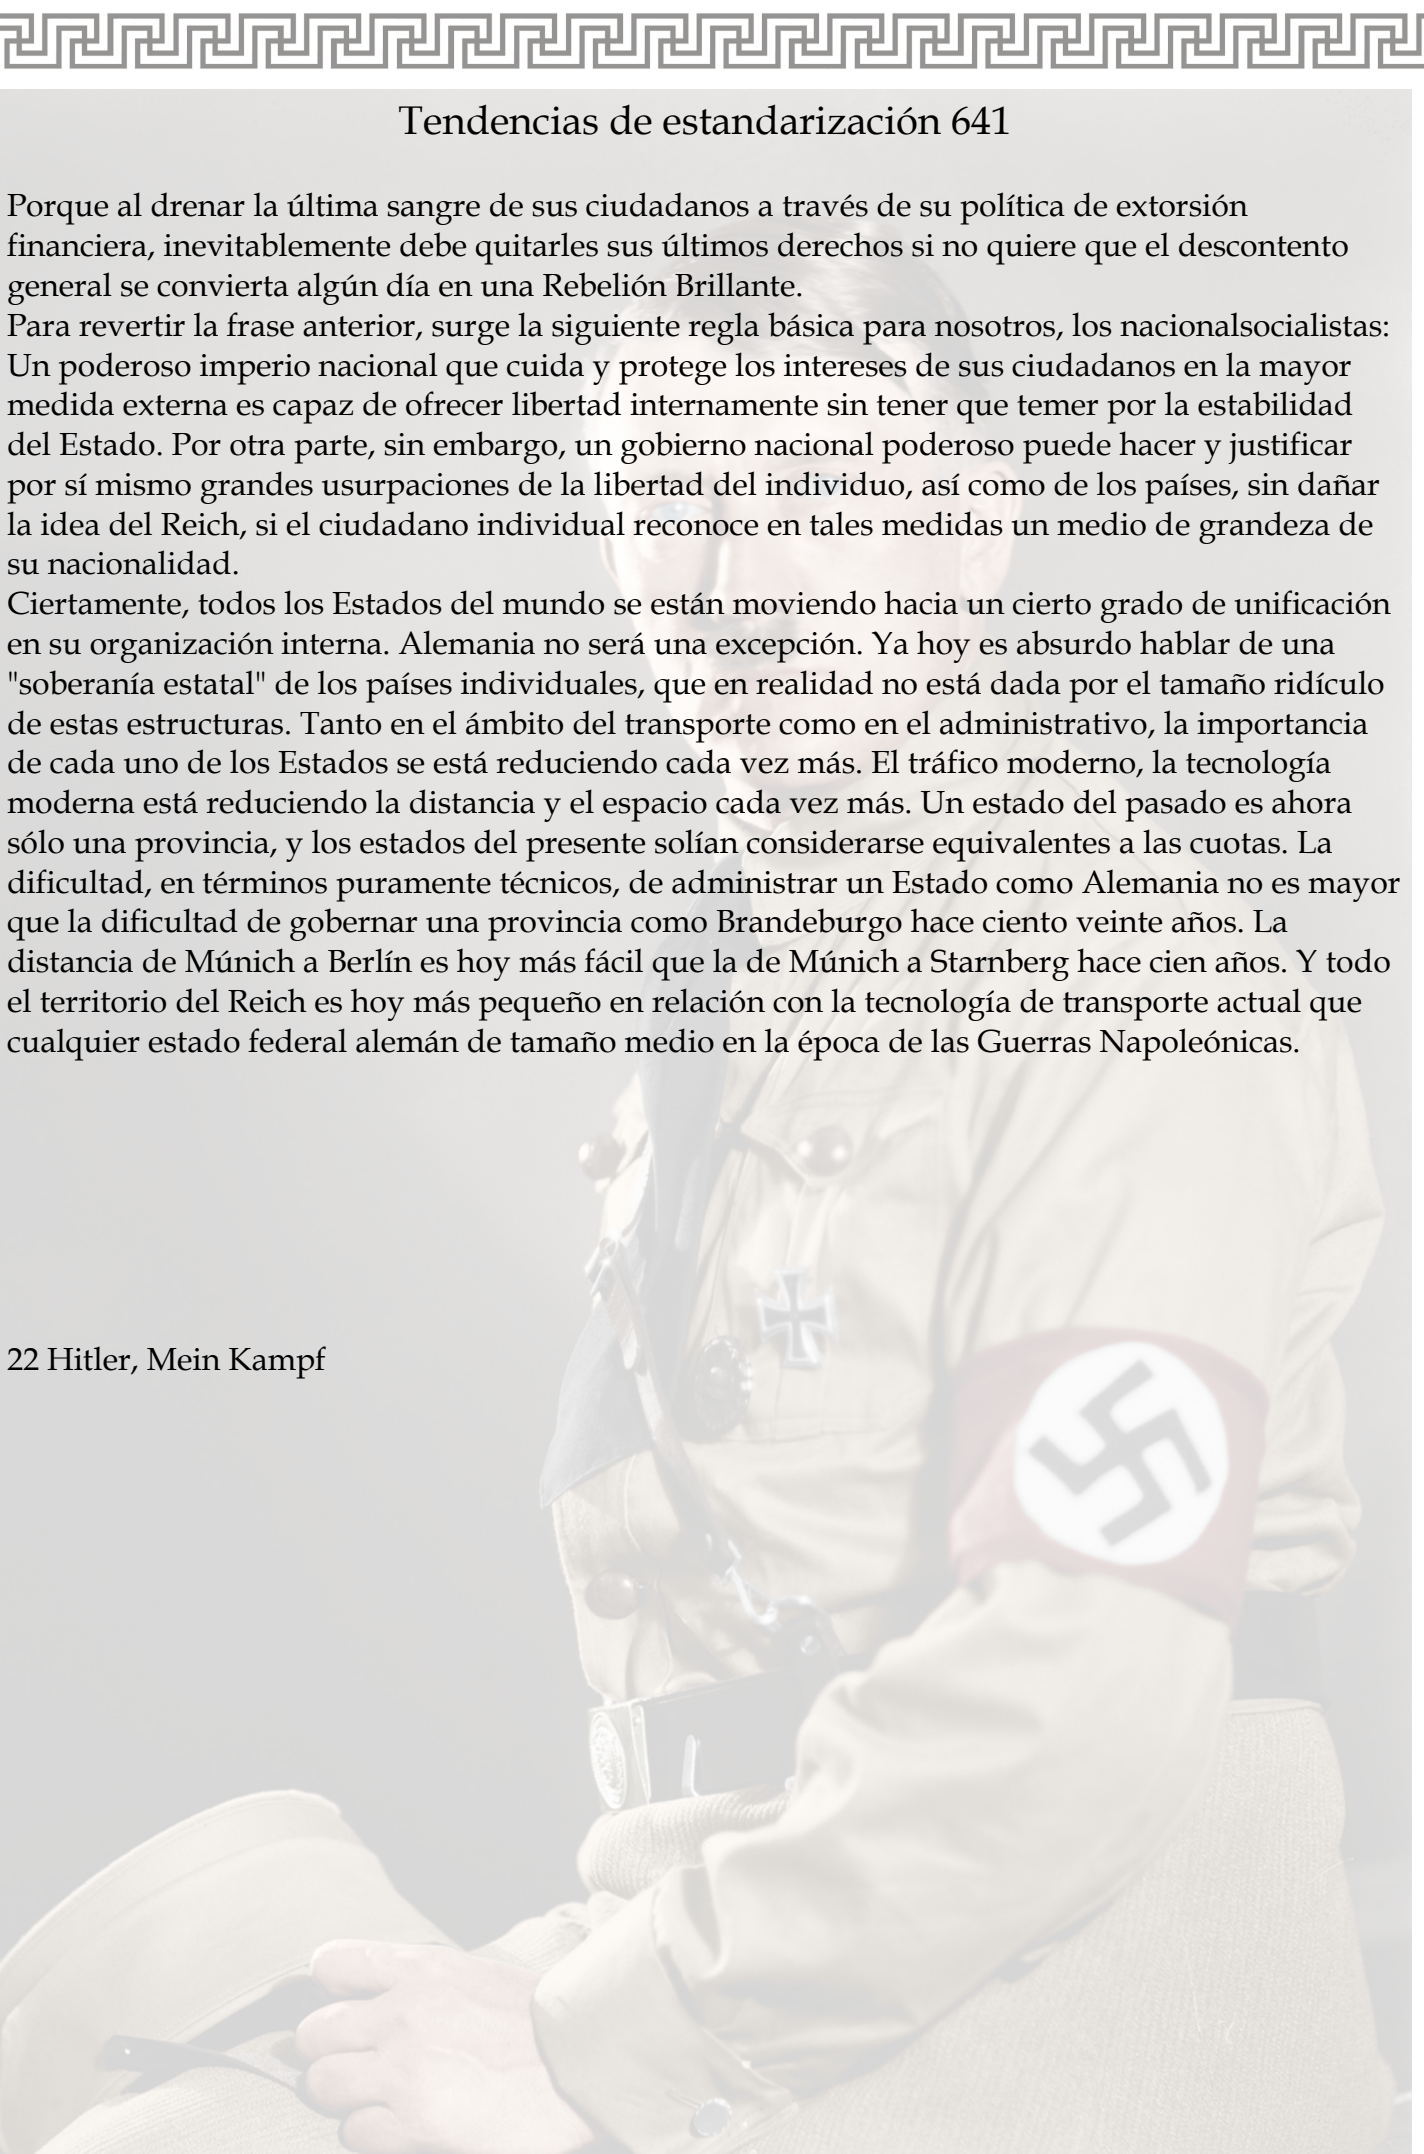 Tendencias de estandarización 641
Porque al drenar la última sangre de sus ciudadanos a través de su política de extorsión
financiera, inevitablemente debe quitarles sus últimos derechos si no quiere que el descontento
general se convierta algún día en una Rebelión Brillante.
Para revertir la frase anterior, surge la siguiente regla básica para nosotros, los nacionalsocialistas:
Un poderoso imperio nacional que cuida y protege los intereses de sus ciudadanos en la mayor
medida externa es capaz de ofrecer libertad internamente sin tener que temer por la estabilidad
del Estado. Por otra parte, sin embargo, un gobierno nacional poderoso puede hacer y justificar
por sí mismo grandes usurpaciones de la libertad del individuo, así como de los países, sin dañar
la idea del Reich, si el ciudadano individual reconoce en tales medidas un medio de grandeza de
su nacionalidad.
Ciertamente, todos los Estados del mundo se están moviendo hacia un cierto grado de unificación
en su organización interna. Alemania no será una excepción. Ya hoy es absurdo hablar de una
"soberanía estatal" de los países individuales, que en realidad no está dada por el tamaño ridículo
de estas estructuras. Tanto en el ámbito del transporte como en el administrativo, la importancia
de cada uno de los Estados se está reduciendo cada vez más. El tráfico moderno, la tecnología
moderna está reduciendo la distancia y el espacio cada vez más. Un estado del pasado es ahora
sólo una provincia, y los estados del presente solían considerarse equivalentes a las cuotas. La
dificultad, en términos puramente técnicos, de administrar un Estado como Alemania no es mayor
que la dificultad de gobernar una provincia como Brandeburgo hace ciento veinte años. La
distancia de Múnich a Berlín es hoy más fácil que la de Múnich a Starnberg hace cien años. Y todo
el territorio del Reich es hoy más pequeño en relación con la tecnología de transporte actual que
cualquier estado federal alemán de tamaño medio en la época de las Guerras Napoleónicas.
22 Hitler, Mein Kampf